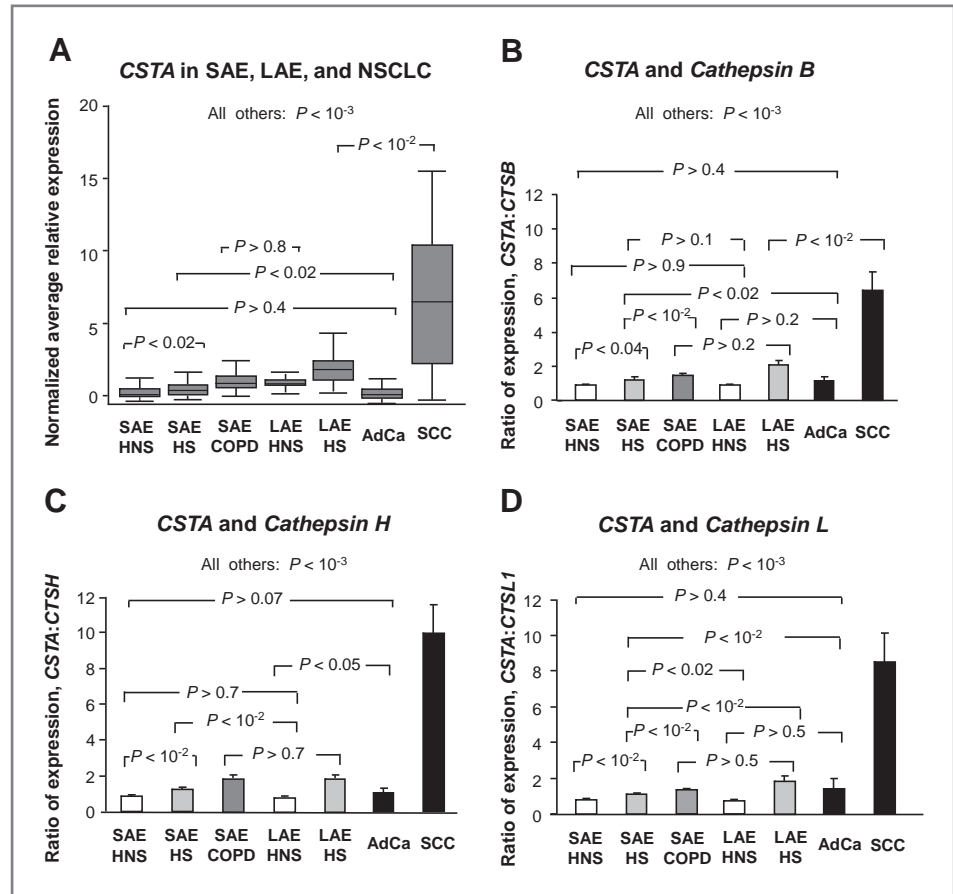 A
CSTA in SAE, LAE, and NSCLC
All others: P < 10-3
Normalized average relative expression
20
15
10
5
0
P < 10-2
P > 0.8
P < 0.02
P > 0.4
P < 0.02
SAE HNS
SAE HS
SAE COPD
LAE HNS
LAE HS
AdCa
SCC
B
CSTA and Cathepsin B
All others: P < 10-3
Ratio of expression, CSTA:CTSB
12
10
8
6
4
2
0
P > 0.4
P > 0.1
P < 10-2
P > 0.9
P < 0.02
P < 10-2
P > 0.2
P < 0.04
P > 0.2
SAE HNS
SAE HS
SAE COPD
LAE HNS
LAE HS
AdCa
SCC
C
CSTA and Cathepsin H
All others: P < 10-3
Ratio of expression, CSTA:CTSH
12
10
8
6
4
2
0
P > 0.07
P < 0.05
P > 0.7
P < 10-2
P < 10-2
P > 0.7
SAE HNS
SAE HS
SAE COPD
LAE HNS
LAE HS
AdCa
SCC
D
CSTA and Cathepsin L
All others: P < 10-3
Ratio of expression, CSTA:CTSL1
12
10
8
6
4
2
0
P > 0.4
P < 10-2
P < 0.02
P < 10-2
P < 10-2
P > 0.5
P < 10-2
P > 0.5
SAE HNS
SAE HS
SAE COPD
LAE HNS
LAE HS
AdCa
SCC